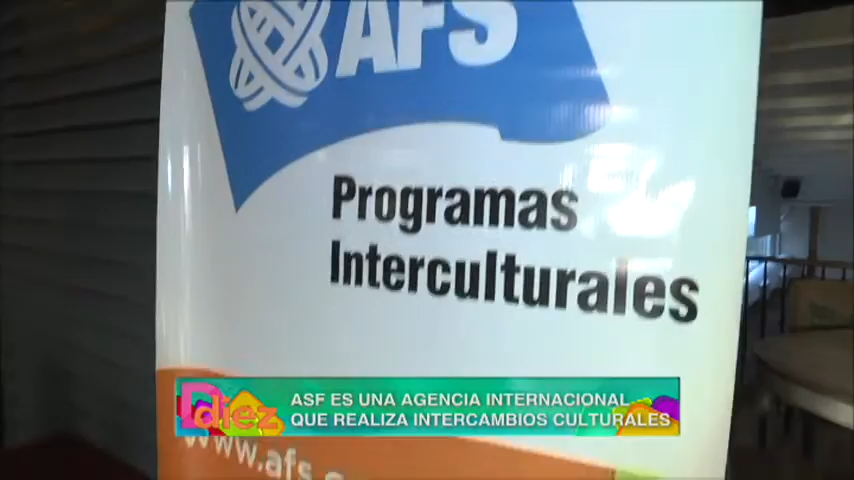 AFS
Programas
Interculturales
ASF ES UNA AGENCIA INTERNACIONAL
diez
QUE REALIZA INTERCAMBIOS CULTURALES
www.afs.